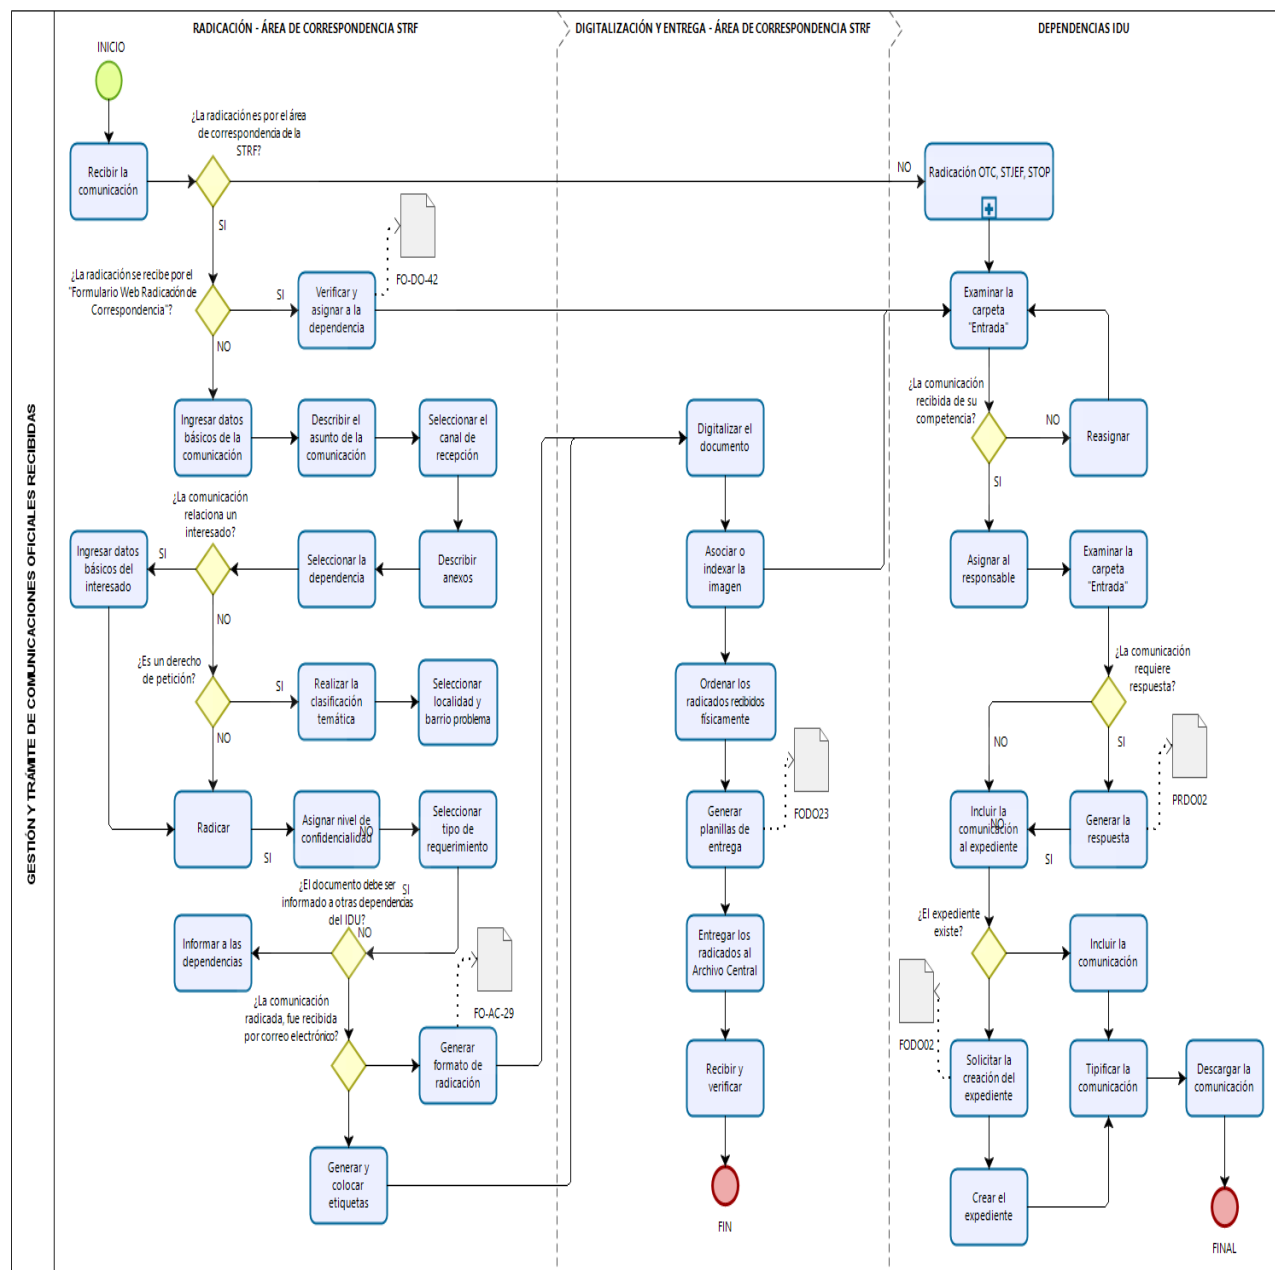 GESTIÓN Y TRÁMITE DE COMUNICACIONES OFICIALES RECIBIDAS
RADICACIÓN - ÁREA DE CORRESPONDENCIA STRF
DIGITALIZACIÓN Y ENTREGA - ÁREA DE CORRESPONDENCIA STRF
DEPENDENCIAS IDU
INICIO
¿La radicación es por el área
de correspondencia de la
STRF?
Recibir la
comunicación
NO
Radicación OTC, STJEF, STOP
SI
¿La radicación se recibe por el
"Formulario Web Radicación de
Correspondencia"?
SI
Verificar y
asignar a la
dependencia
FO-DO-42
Examinar la
carpeta
"Entrada"
NO
¿La comunicación
recibida de su
competencia?
NO
Reasignar
SI
Ingresar datos
básicos de la
comunicación
Describir el
asunto de la
comunicación
Seleccionar el
canal de
recepción
Digitalizar el
documento
¿La comunicación
relaciona un
interesado?
Ingresar datos
básicos del
interesado
SI
Seleccionar la
dependencia
Describir
anexos
Asociar o
indexar la
imagen
Asignar al
responsable
Examinar la
carpeta
"Entrada"
NO
¿Es un derecho
de petición?
SI
Realizar la
clasificación
temática
Seleccionar
localidad y
barrio problema
Ordenar los
radicados recibidos
físicamente
¿La comunicación
requiere
respuesta?
NO
NO
SI
PRDO02
FODO23
Radicar
SI
Asignar nivel de
confidencialidad
NO
Seleccionar
tipo de
requerimiento
Generar
planillas de
entrega
Incluir la
comunicación
al expediente
NO
SI
Generar la
respuesta
¿El documento debe ser
informado a otras dependencias
del IDU?
SI
NO
Informar a las
dependencias
FO-AC-29
Entregar los
radicados al
Archivo Central
¿El expediente
existe?
Incluir la
comunicación
FODO02
¿La comunicación
radicada, fue recibida
por correo electrónico?
Generar
formato de
radicación
Recibir y
verificar
Solicitar la
creación del
expediente
Tipificar la
comunicación
Descargar la
comunicación
Generar y
colocar
etiquetas
FIN
Crear el
expediente
FINAL